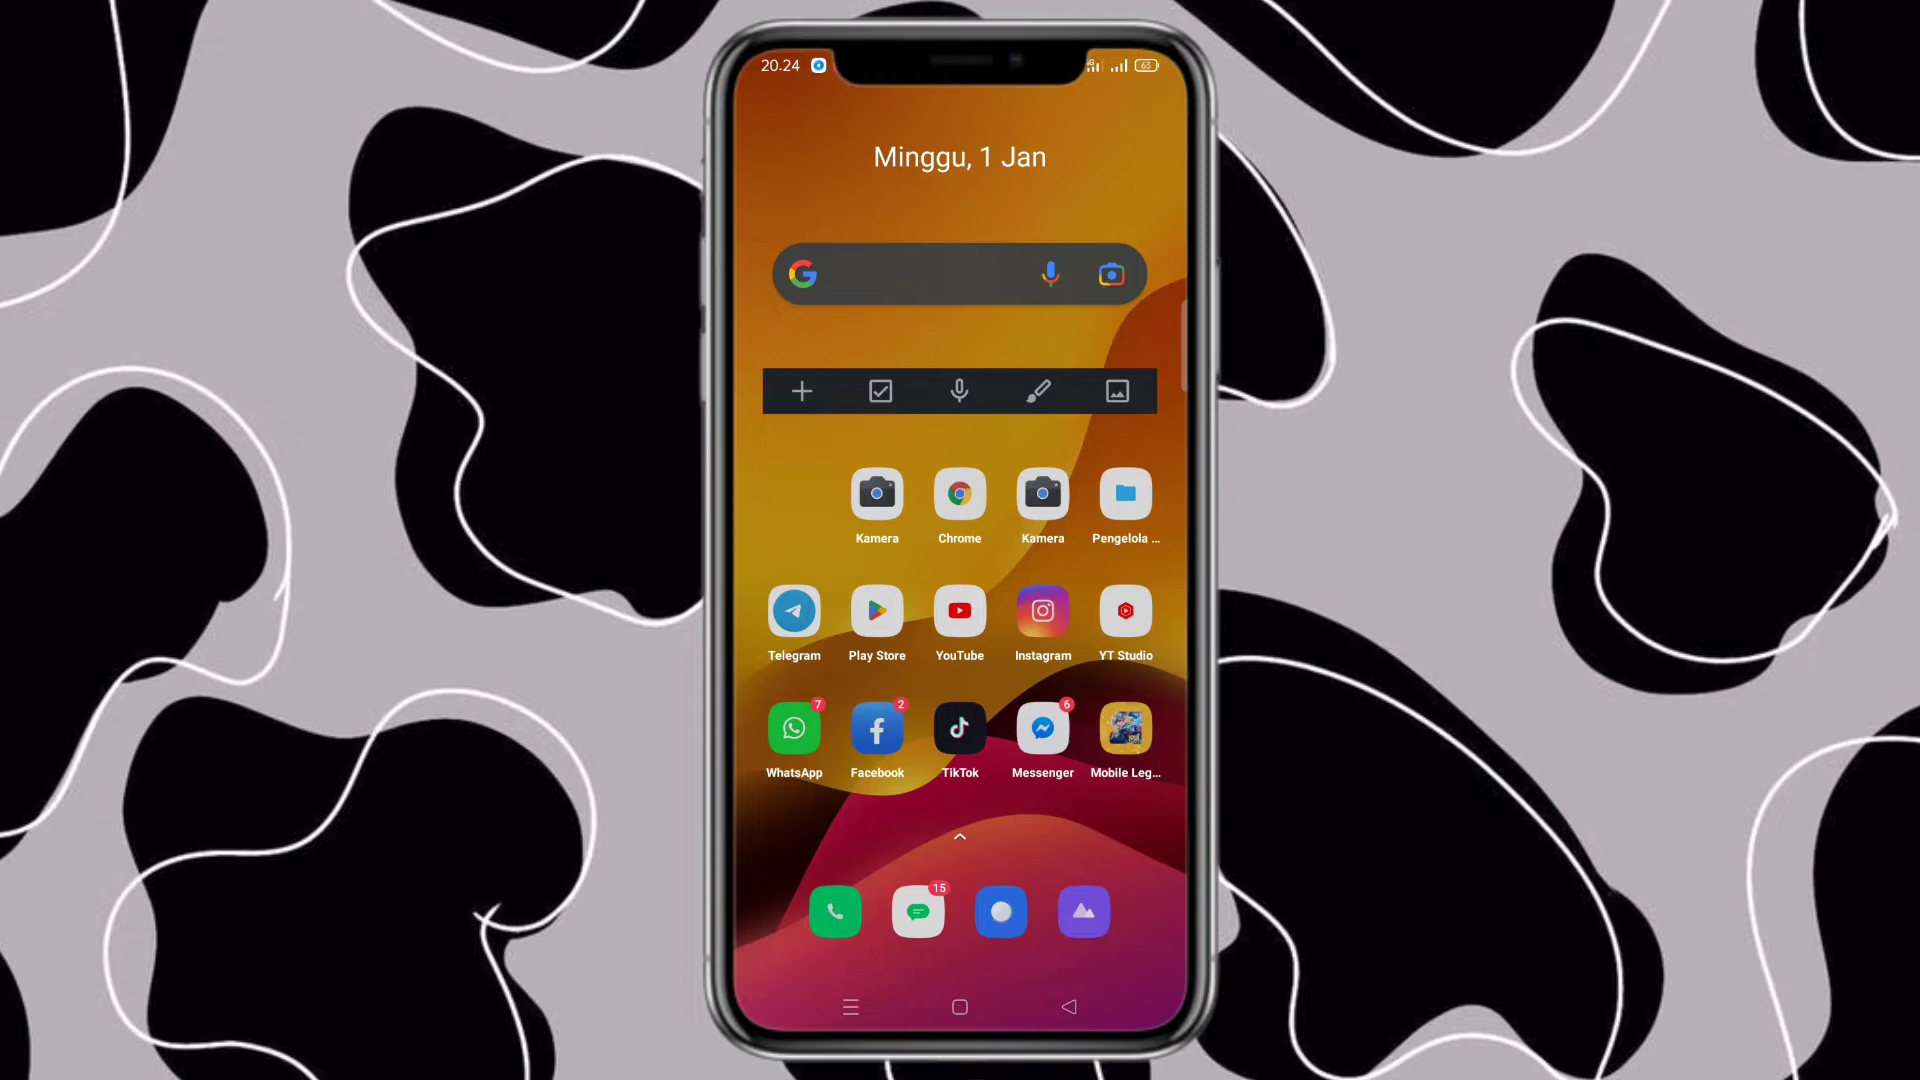 20.24
63
Minggu, 1 Jan
Kamera
Chrome
Kamera
Pengelola ...
Telegram
Play Store
YouTube
Instagram
YT Studio
7
2
6
WhatsApp
Facebook
TikTok
Messenger
Mobile Leg...
15